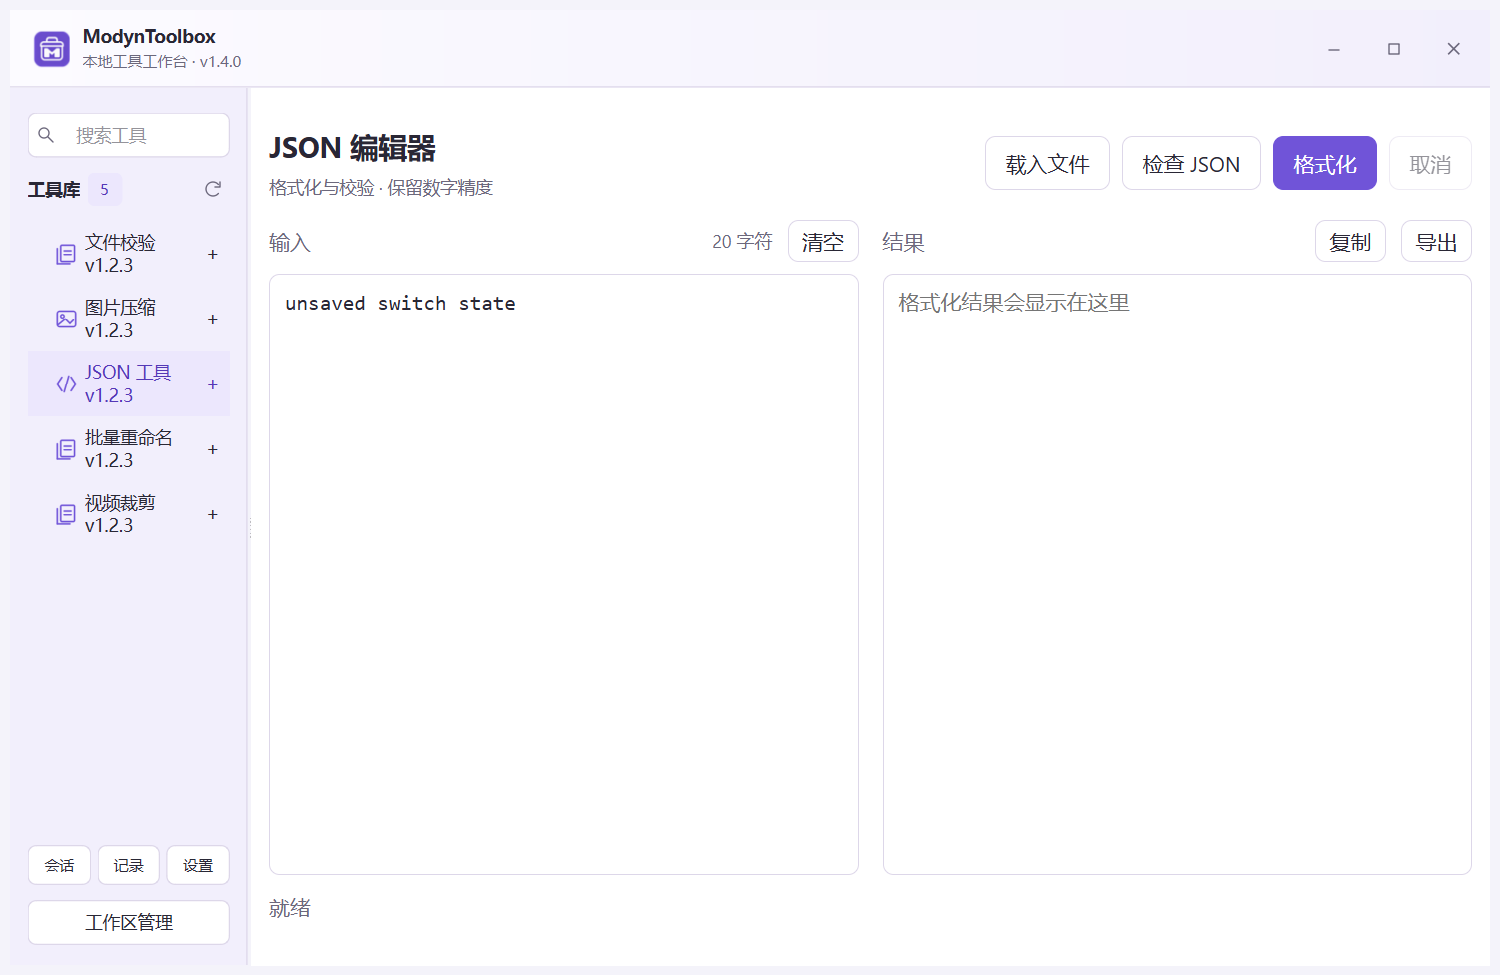 ModynToolbox
本地工具工作台 · v1.4.0
搜索工具
工具库 5
文件校验
v1.2.3
+
图片压缩
v1.2.3
+
JSON 工具
v1.2.3
+
批量重命名
v1.2.3
+
视频裁剪
v1.2.3
+
会话 记录 设置
工作区管理
JSON 编辑器
格式化与校验 · 保留数字精度
载入文件 检查 JSON 格式化 取消
输入 20 字符 清空
unsaved switch state
结果 复制 导出
格式化结果会显示在这里
就绪